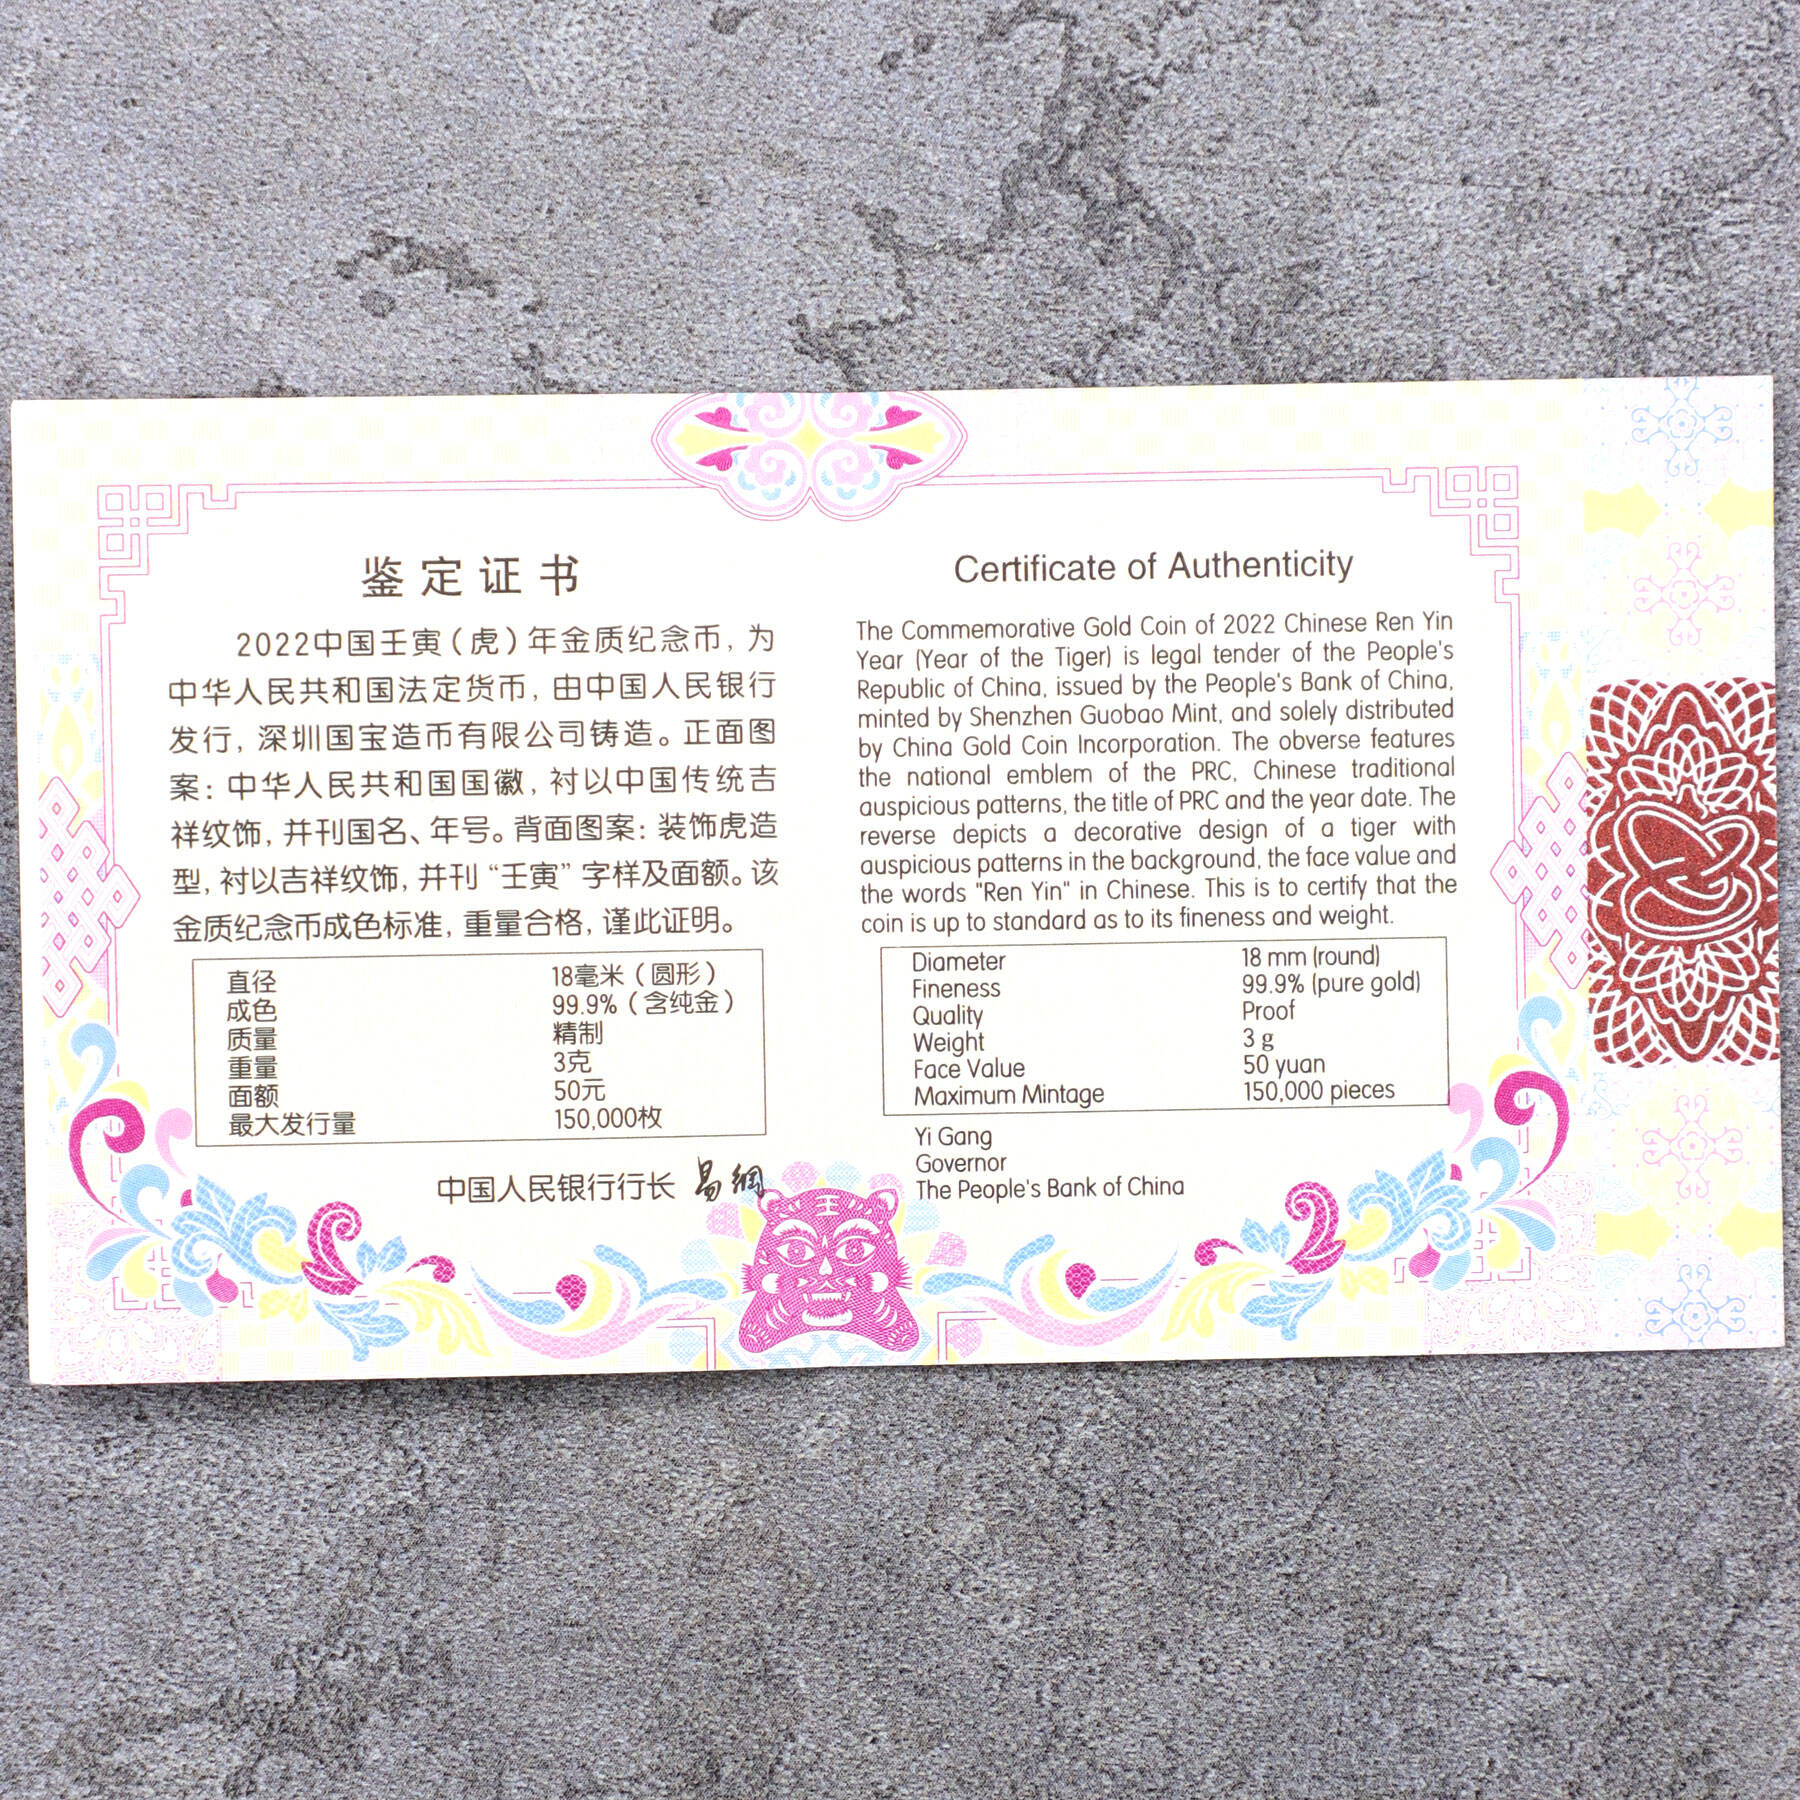 鉴定证书
2022中国壬寅（虎）年金质纪念币，为
中华人民共和国法定货币，由中国人民银行
发行，深圳国宝造币有限公司铸造。正面图
案：中华人民共和国国徽，衬以中国传统吉
祥纹饰，并刊国名、年号。背面图案：装饰虎造
型，衬以吉祥纹饰，并刊“壬寅”字样及面额。该
金质纪念币成色标准，重量合格，谨此证明。
直径 18毫米（圆形）
成色 99.9%（含纯金）
质量 精制
重量 3克
面额 50元
最大发行量 150,000枚
中国人民银行行长 易綱
Certificate of Authenticity
The Commemorative Gold Coin of 2022 Chinese Ren Yin
Year (Year of the Tiger) is legal tender of the People's
Republic of China, issued by the People's Bank of China,
minted by Shenzhen Guobao Mint, and solely distributed
by China Gold Coin Incorporation. The obverse features
the national emblem of the PRC, Chinese traditional
auspicious patterns, the title of PRC and the year date. The
reverse depicts a decorative design of a tiger with
auspicious patterns in the background, the face value and
the words "Ren Yin" in Chinese. This is to certify that the
coin is up to standard as to its fineness and weight.
Diameter 18 mm (round)
Fineness 99.9% (pure gold)
Quality Proof
Weight 3 g
Face Value 50 yuan
Maximum Mintage 150,000 pieces
Yi Gang
Governor
The People's Bank of China
王